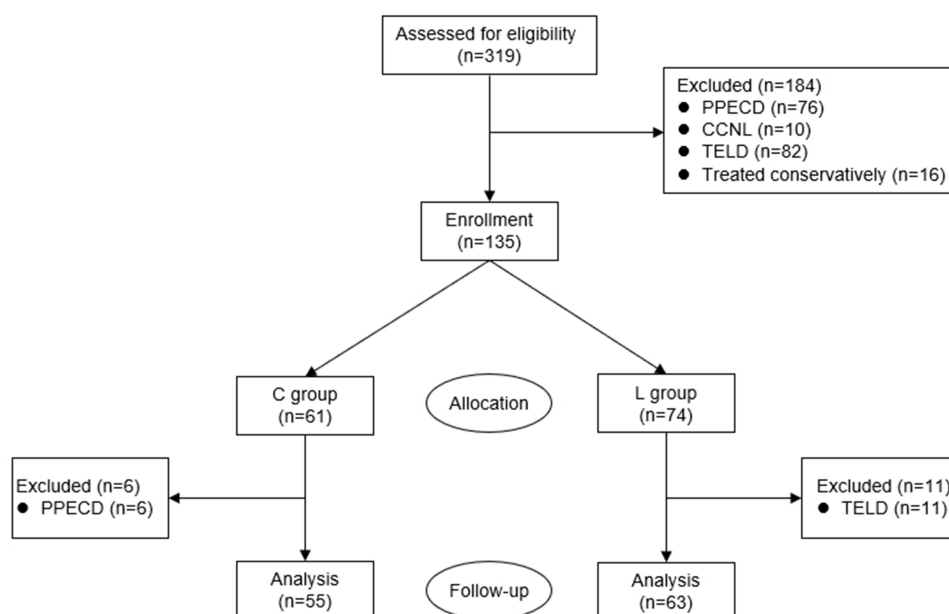 Assessed for eligibility
(n=319)
Excluded (n=184)
● PPECD (n=76)
● CCNL (n=10)
● TELD (n=82)
● Treated conservatively (n=16)
Enrollment
(n=135)
C group
(n=61)
Allocation
L group
(n=74)
Excluded (n=6)
● PPECD (n=6)
Excluded (n=11)
● TELD (n=11)
Analysis
(n=55)
Follow-up
Analysis
(n=63)